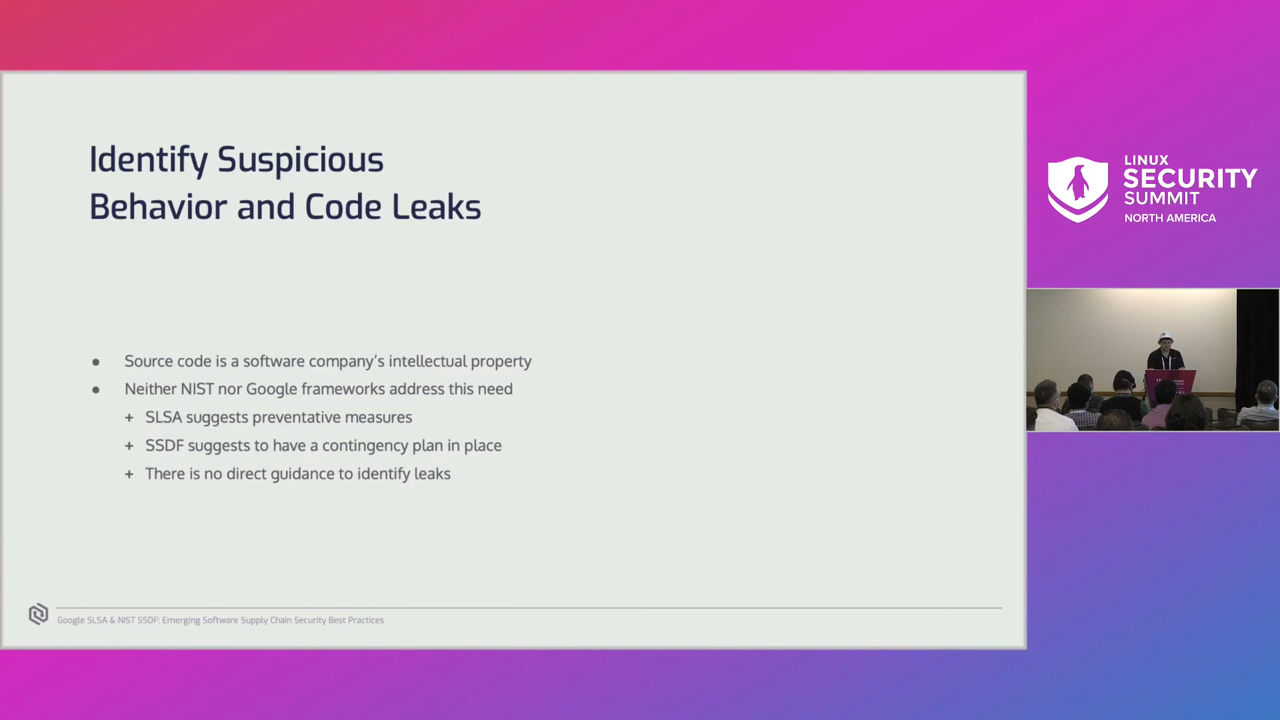 Identify Suspicious
Behavior and Code Leaks
● Source code is a software company's intellectual property
● Neither NIST nor Google frameworks address this need
+ SLSA suggests preventative measures
+ SSDF suggests to have a contingency plan in place
+ There is no direct guidance to identify leaks
Google SLSA & NIST SSDF: Emerging Software Supply Chain Security Best Practices
LINUX
SECURITY
SUMMIT
NORTH AMERICA